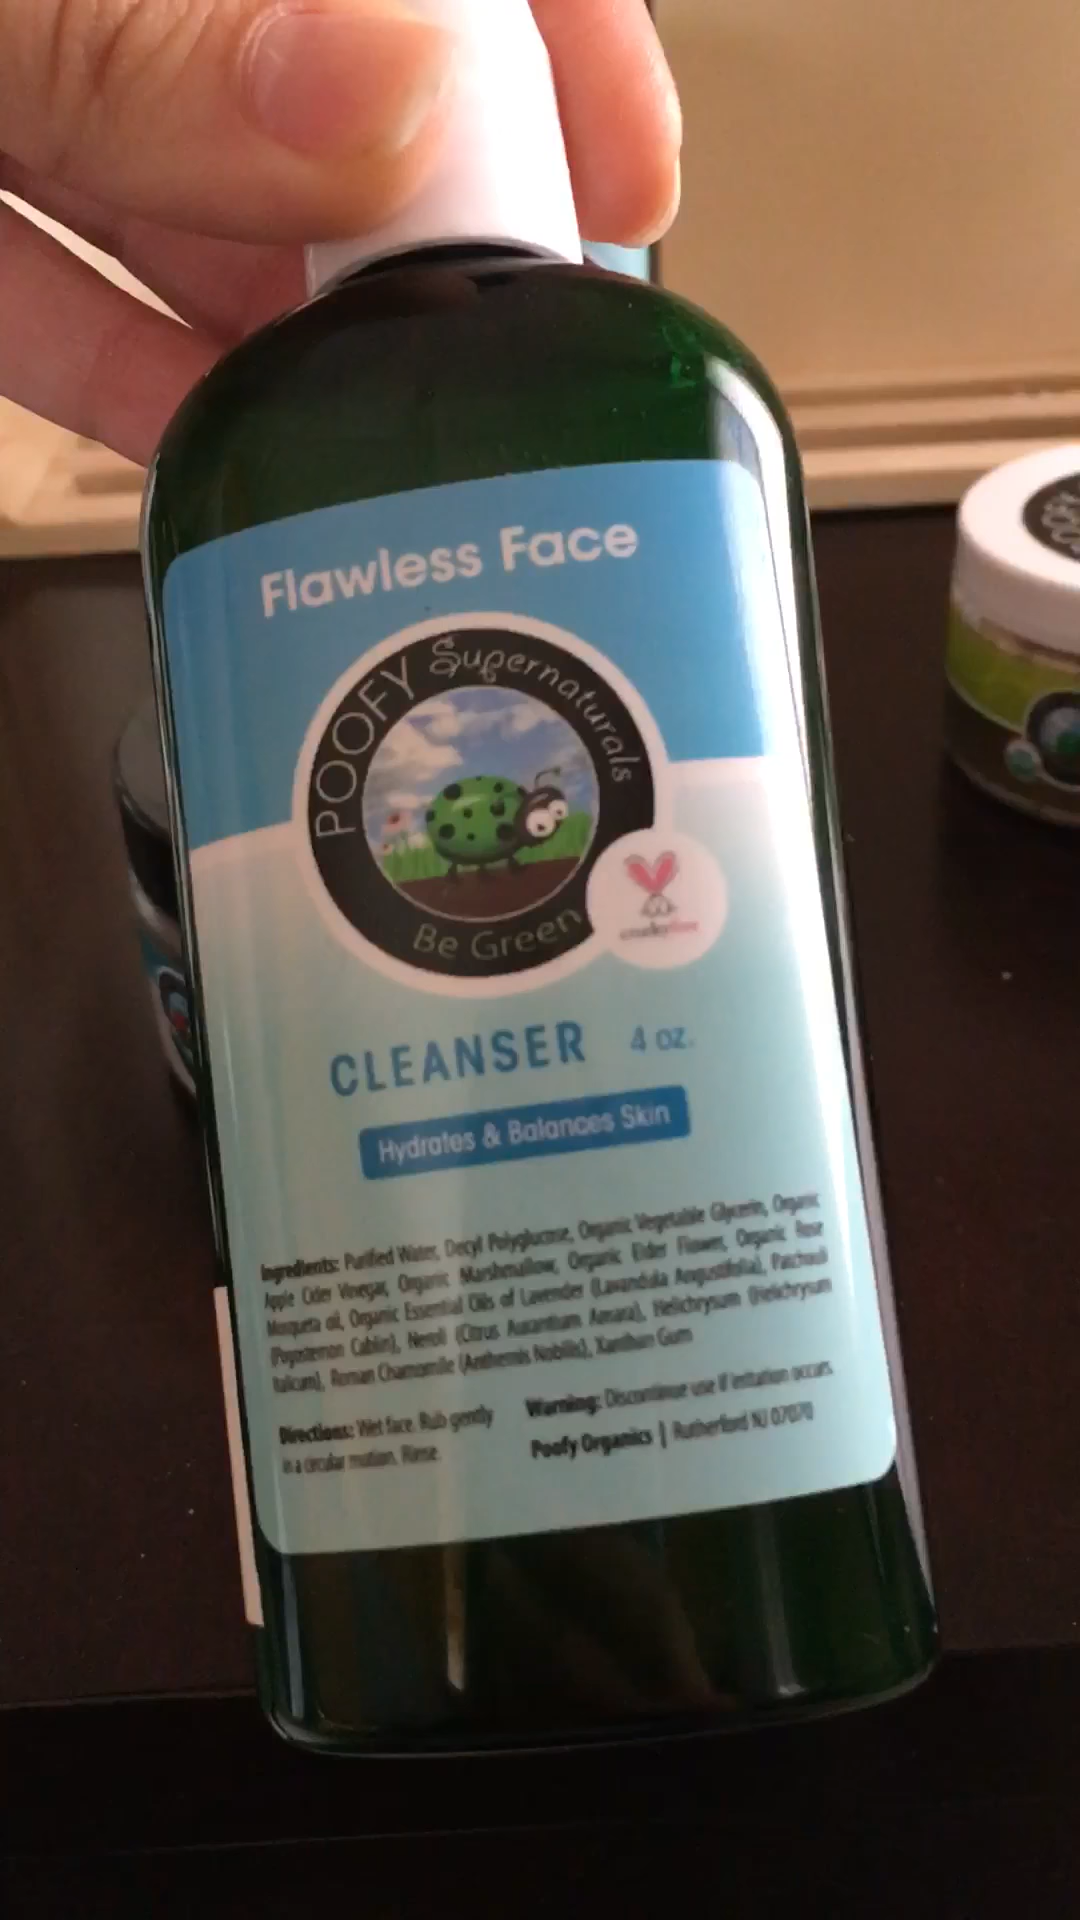 Flawless Face
POOFY Supernaturals
Be Green
crueltyfree
CLEANSER 4 oz.
Hydrates & Balances Skin
Ingredients: Purified Water, Decyl Polyglucose, Organic Vegetable Glycerin, Organic
Apple Cider Vinegar, Organic Marshmallow, Organic Elder Flower, Organic Rose
Mosqueta oil, Organic Essential Oils of Lavender (Lavandula Angustifolia), Patchouli
(Pogostemon Cablin), Neroli (Citrus Aurantium Amara), Helichrysum (Helichrysum
Italicum), Roman Chamomile (Anthemis Nobilis), Xanthan Gum
Directions: Wet face. Rub gently
in a circular motion. Rinse.
Warning: Discontinue use if irritation occurs.
Poofy Organics | Rutherford NJ 07070